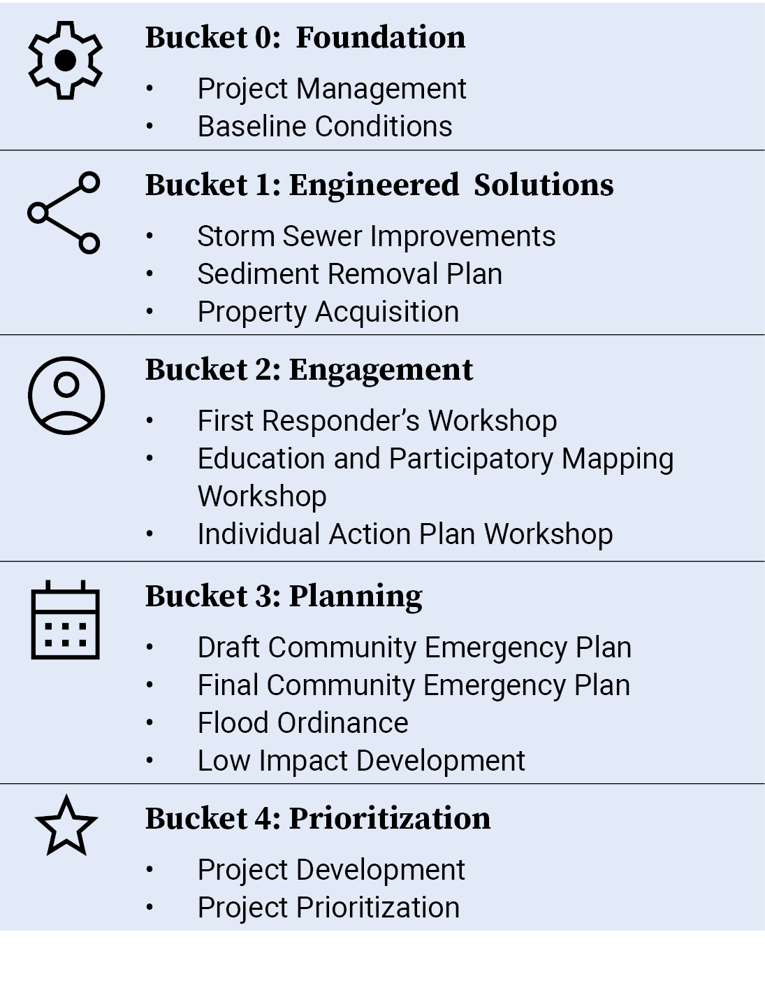 Bucket 0:  Foundation
• Project Management
• Baseline Conditions
Bucket 1: Engineered  Solutions
• Storm Sewer Improvements
• Sediment Removal Plan
• Property Acquisition
Bucket 2: Engagement
• First Responder’s Workshop
• Education and Participatory Mapping
Workshop
• Individual Action Plan Workshop
Bucket 3: Planning
• Draft Community Emergency Plan
• Final Community Emergency Plan
• Flood Ordinance
• Low Impact Development
Bucket 4: Prioritization
• Project Development
• Project Prioritization